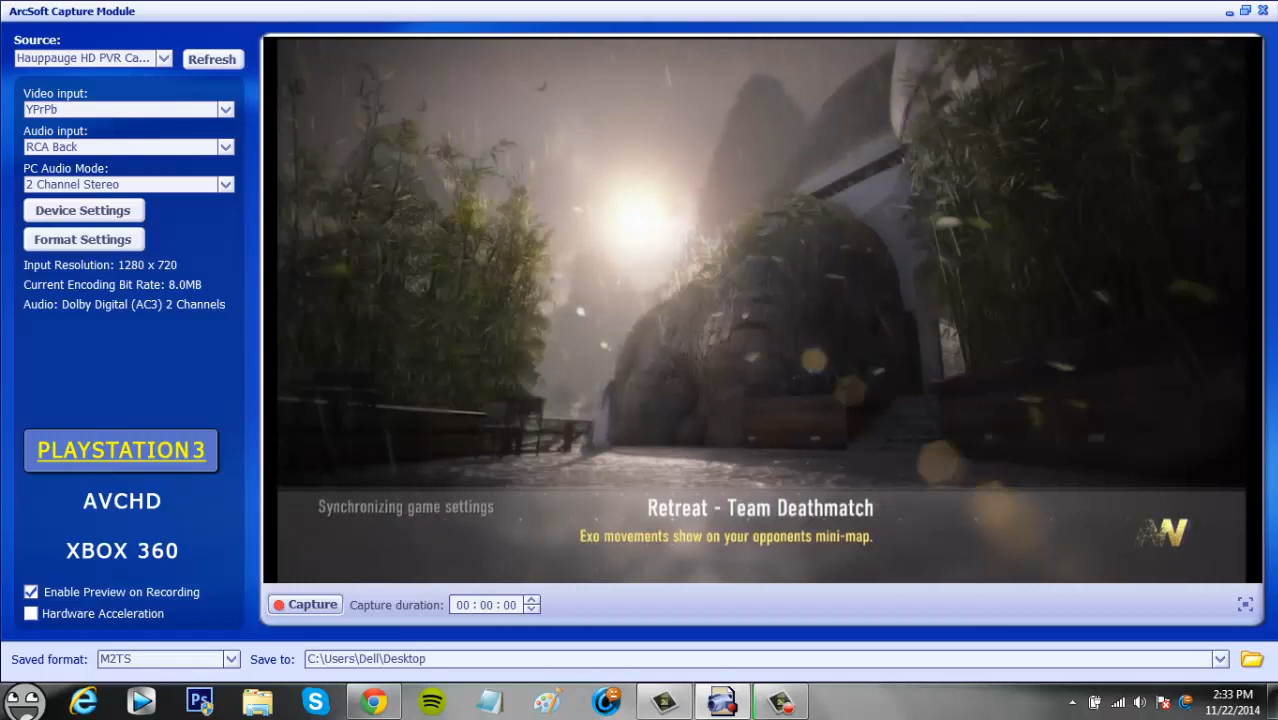 ArcSoft Capture Module
Source:
Hauppauge HD PVR Ca...
Refresh
Video input:
YPrPb
Audio input:
RCA Back
PC Audio Mode:
2 Channel Stereo
Device Settings
Format Settings
Input Resolution: 1280 x 720
Current Encoding Bit Rate: 8.0MB
Audio: Dolby Digital (AC3) 2 Channels
PLAYSTATION3
AVCHD
XBOX 360
Enable Preview on Recording
Hardware Acceleration
Synchronizing game settings
Retreat - Team Deathmatch
Exo movements show on your opponents mini-map.
AW
Capture
Capture duration:
00 : 00 : 00
Saved format:
M2TS
Save to:
C:\Users\Dell\Desktop
Ps
2:33 PM
11/22/2014